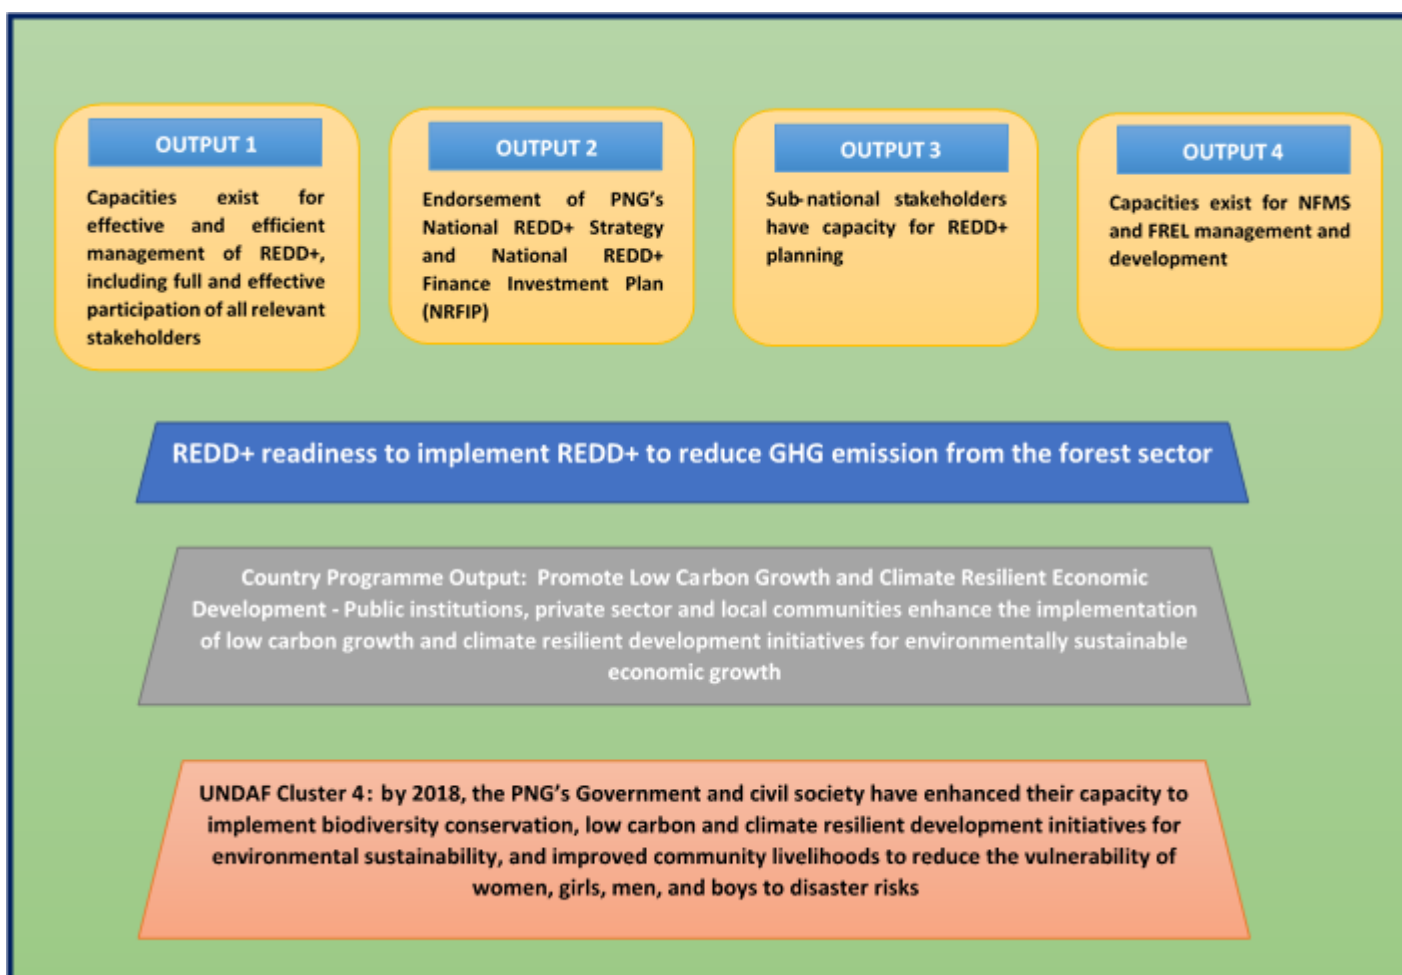 OUTPUT 1
Capacities exist for
effective and efficient
management of REDD+,
including full and effective
participation of all relevant
stakeholders
OUTPUT 2
Endorsement of PNG's
National REDD+ Strategy
and National REDD+
Finance Investment Plan
(NRFIP)
OUTPUT 3
Sub-national stakeholders
have capacity for REDD+
planning
OUTPUT 4
Capacities exist for NFMS
and FREL management and
development
REDD+ readiness to implement REDD+ to reduce GHG emission from the forest sector
Country Programme Output: Promote Low Carbon Growth and Climate Resilient Economic
Development - Public institutions, private sector and local communities enhance the implementation
of low carbon growth and climate resilient development initiatives for environmentally sustainable
economic growth
UNDAF Cluster 4: by 2018, the PNG's Government and civil society have enhanced their capacity to
implement biodiversity conservation, low carbon and climate resilient development initiatives for
environmental sustainability, and improved community livelihoods to reduce the vulnerability of
women, girls, men, and boys to disaster risks